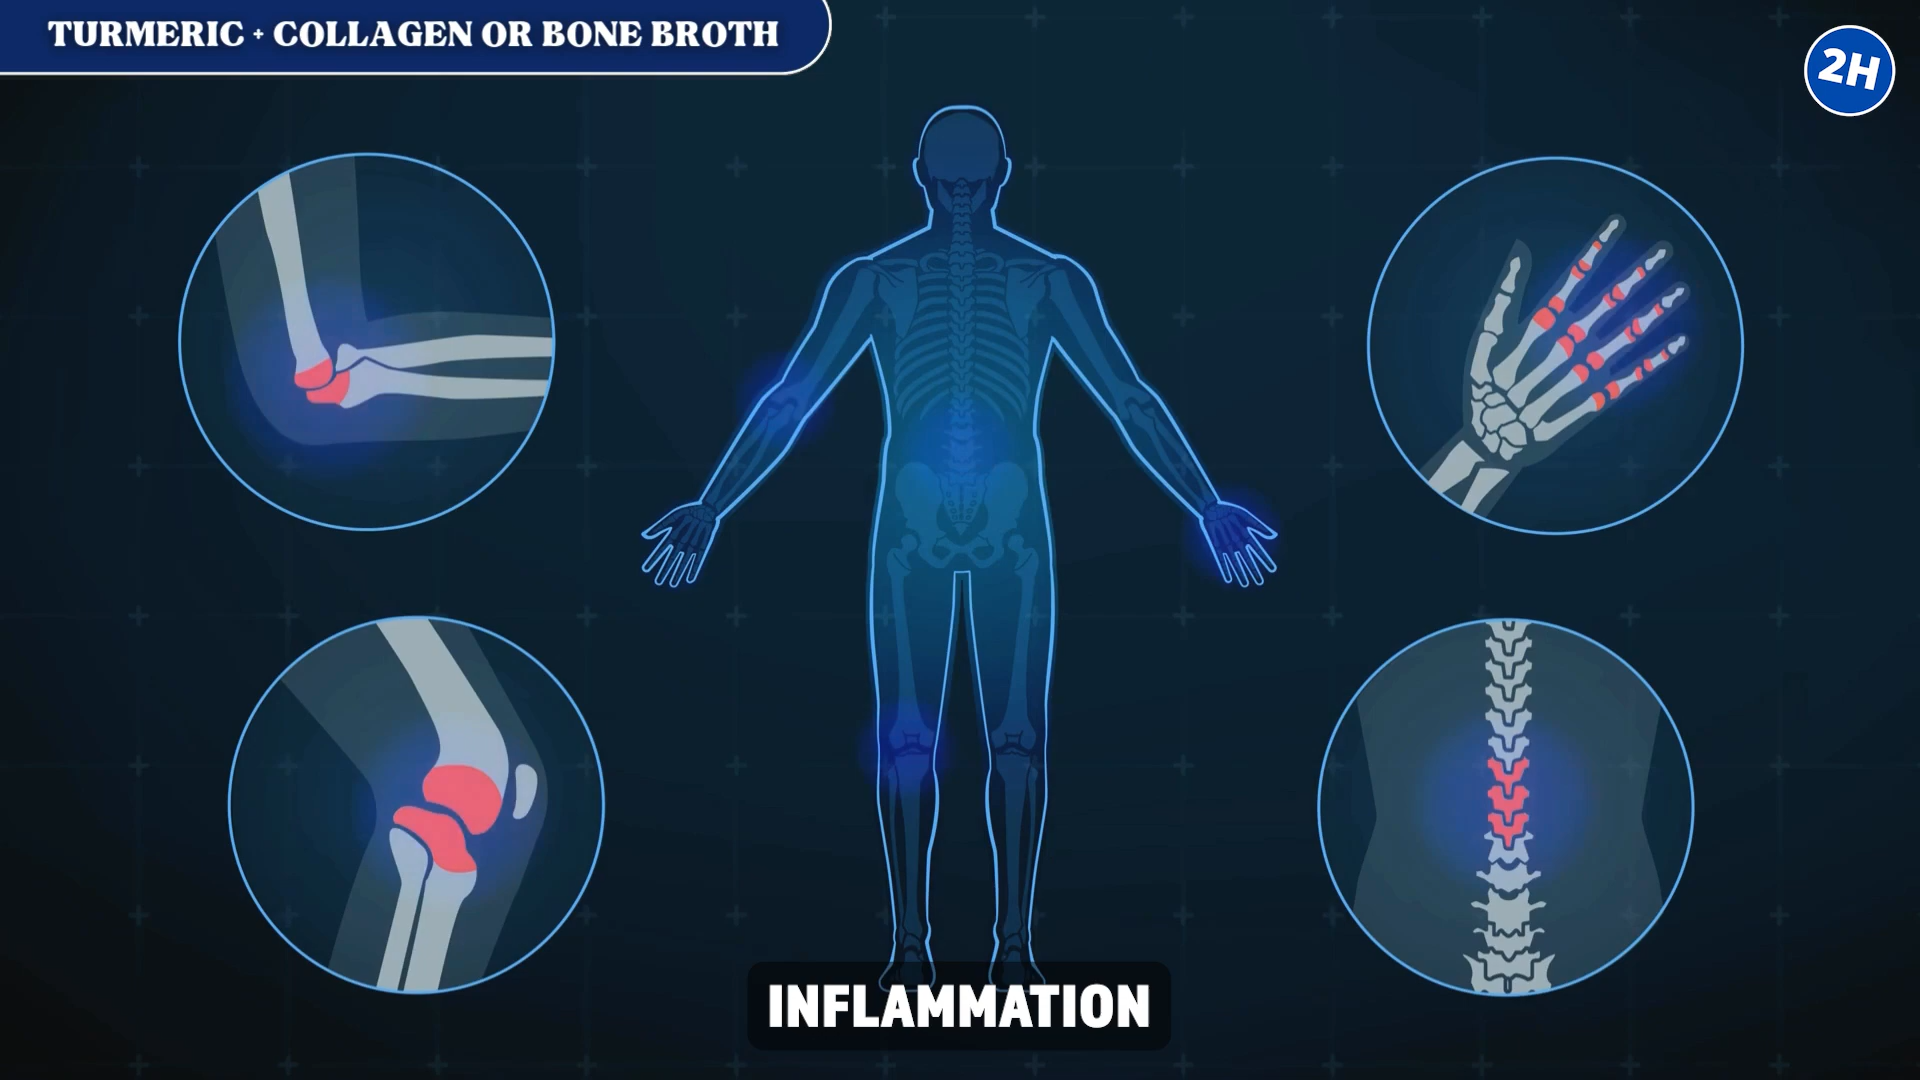 TURMERIC + COLLAGEN OR BONE BROTH
2H
INFLAMMATION